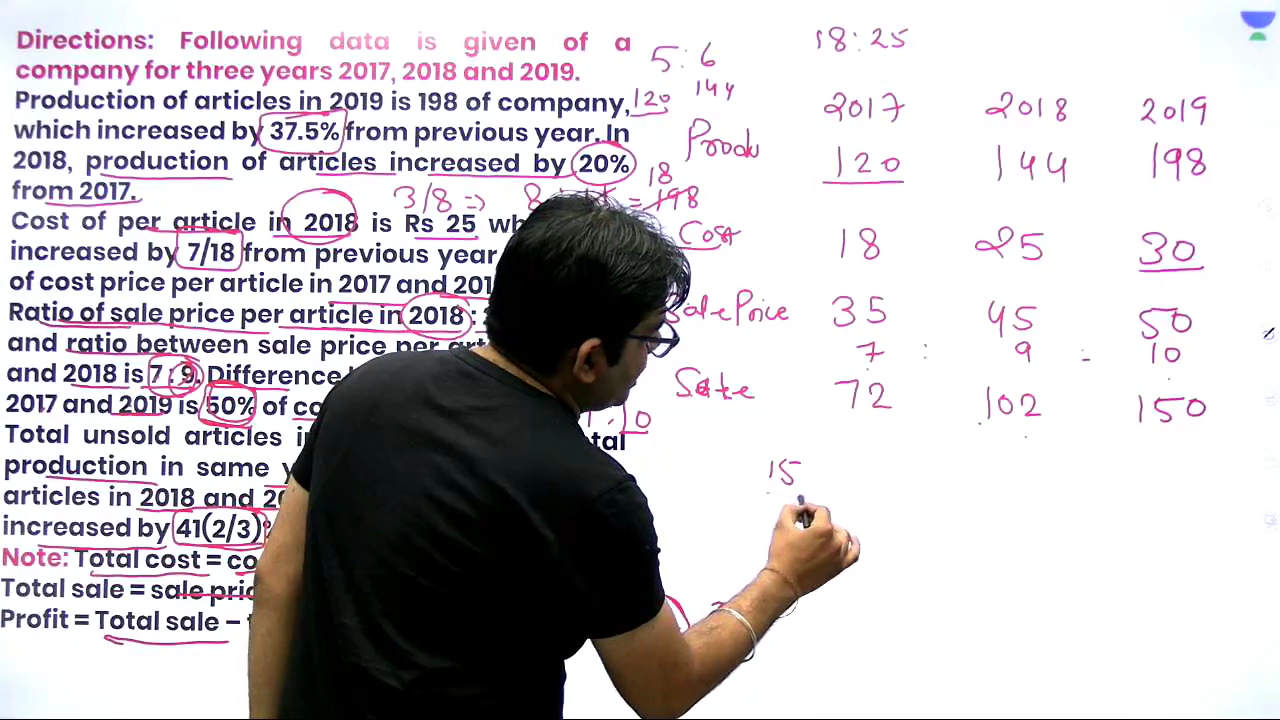 Directions: Following data is given of a
company for three years 2017, 2018 and 2019.
Production of articles in 2019 is 198 of company,
which increased by 37.5% from previous year. In
2018, production of articles increased by 20%
from 2017.
Cost of per article in 2018 is Rs 25
increased by 7/18 from previous year
of cost price per article in 2017 and
Ratio of sale price per article in 2018 :
and ratio between sale price per
and 2018 is 7 : 9. Difference
2017 and 2019 is 50% of
Total unsold articles
production in same
articles in 2018 and
increased by 41(2/3)
Note: Total cost =
Total sale = sale
Profit = Total sale –
5 : 6
18 : 25
120
144
2017 2018 2019
Produ 120 144 198
3/8 => 8
18
= 198
Cost 18 25 30
Sale Price 35 45 50
7 : 9 : 10
Sale 72 102 150
15